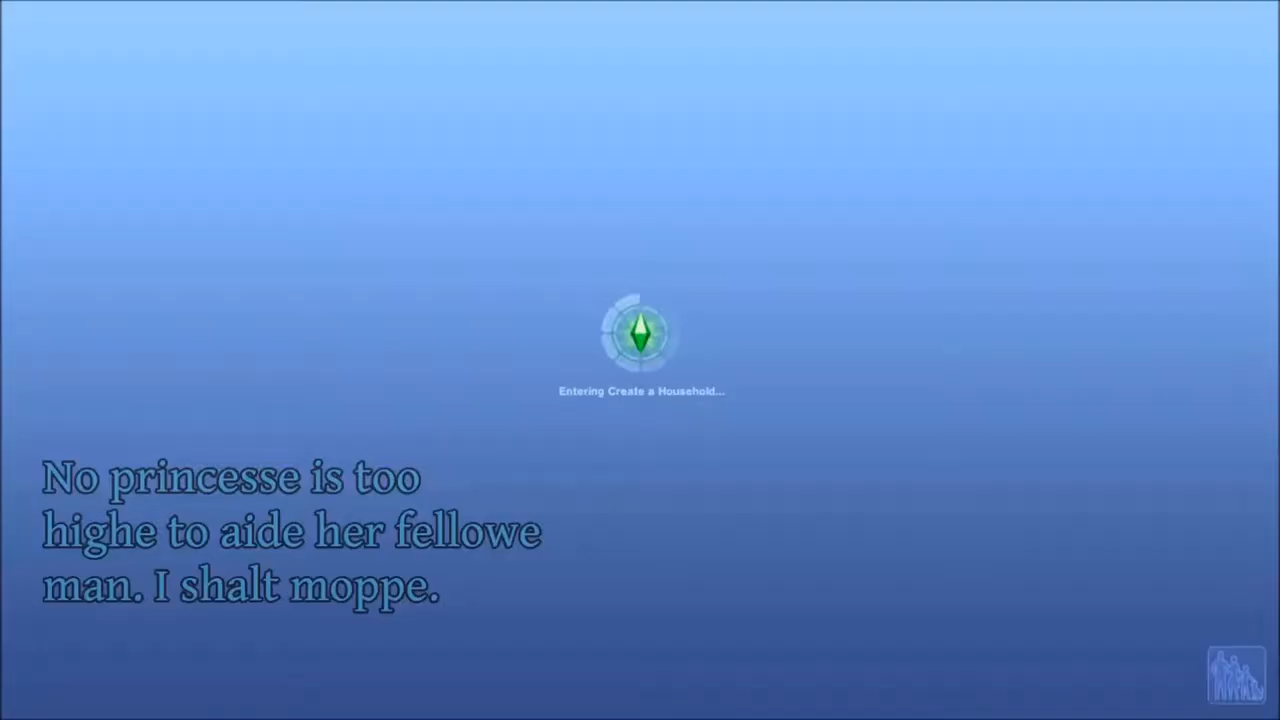 Entering Create a Household...
No princesse is too
highe to aide her fellowe
man. I shalt moppe.